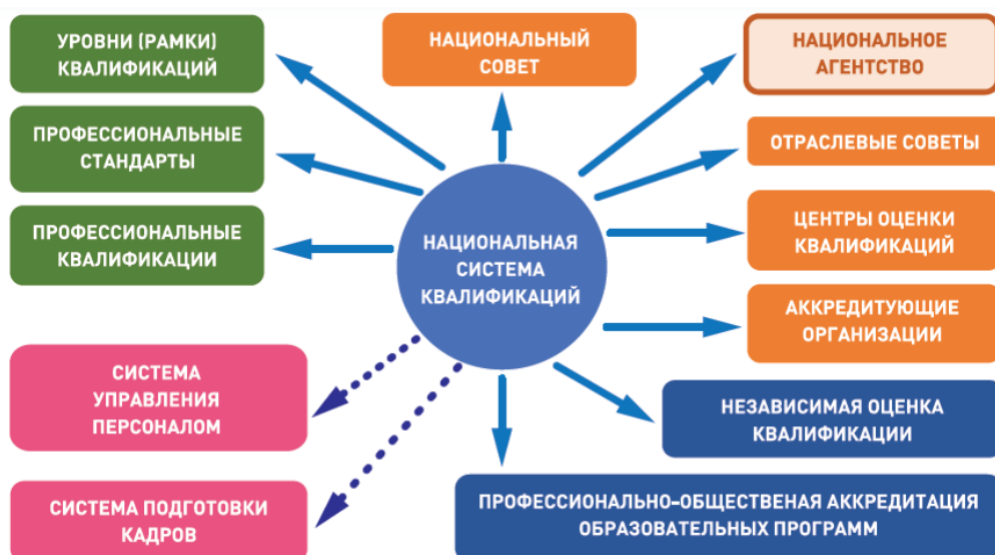 УРОВНИ (РАМКИ)
КВАЛИФИКАЦИЙ
НАЦИОНАЛЬНЫЙ
СОВЕТ
НАЦИОНАЛЬНОЕ
АГЕНТСТВО
ПРОФЕССИОНАЛЬНЫЕ
СТАНДАРТЫ
ОТРАСЛЕВЫЕ СОВЕТЫ
ПРОФЕССИОНАЛЬНЫЕ
КВАЛИФИКАЦИИ
НАЦИОНАЛЬНАЯ
СИСТЕМА
КВАЛИФИКАЦИЙ
ЦЕНТРЫ ОЦЕНКИ
КВАЛИФИКАЦИЙ
АККРЕДИТУЮЩИЕ
ОРГАНИЗАЦИИ
СИСТЕМА
УПРАВЛЕНИЯ
ПЕРСОНАЛОМ
НЕЗАВИСИМАЯ ОЦЕНКА
КВАЛИФИКАЦИИ
СИСТЕМА ПОДГОТОВКИ
КАДРОВ
ПРОФЕССИОНАЛЬНО-ОБЩЕСТВЕНАЯ АККРЕДИТАЦИЯ
ОБРАЗОВАТЕЛЬНЫХ ПРОГРАММ